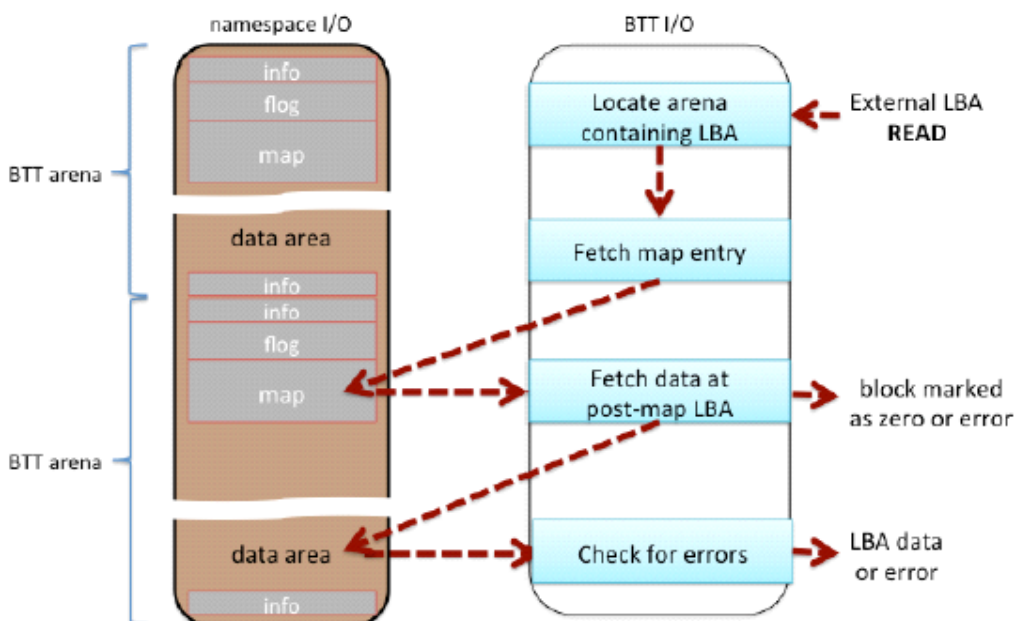 namespace I/O
BTT I/O
info
flog
map
BTT arena
data area
info
info
flog
map
BTT arena
data area
info
Locate arena
containing LBA
External LBA
READ
Fetch map entry
Fetch data at
post-map LBA
block marked
as zero or error
Check for errors
LBA data
or error